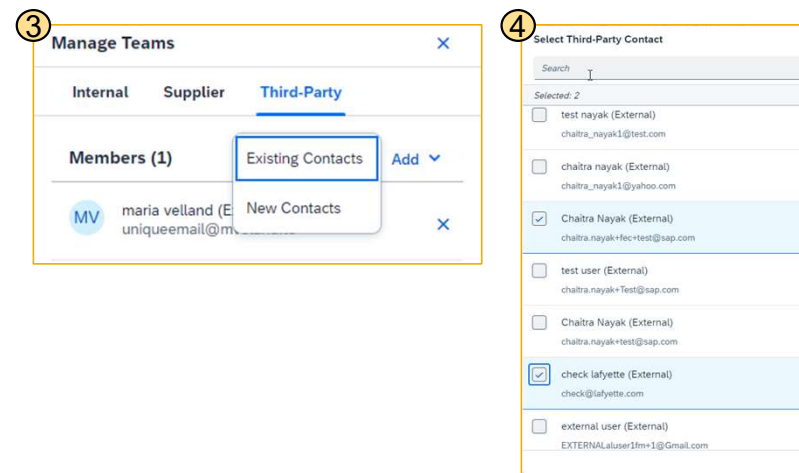 3
Manage Teams
Internal Supplier Third-Party
Members (1)
Existing Contacts
Add
New Contacts
MV
maria velland (E
uniqueemail@m
4
Select Third-Party Contact
Search
Selected: 2
test nayak (External)
chaitra_nayak1@test.com
chaitra nayak (External)
chaitra_nayak1@yahoo.com
Chaitra Nayak (External)
chaitra.nayak+fec+test@sap.com
test user (External)
chaitra.nayak+Test@sap.com
Chaitra Nayak (External)
chaitra.nayak+test@sap.com
check lafyette (External)
check@lafyette.com
external user (External)
EXTERNALaluser1fm+1@Gmail.com